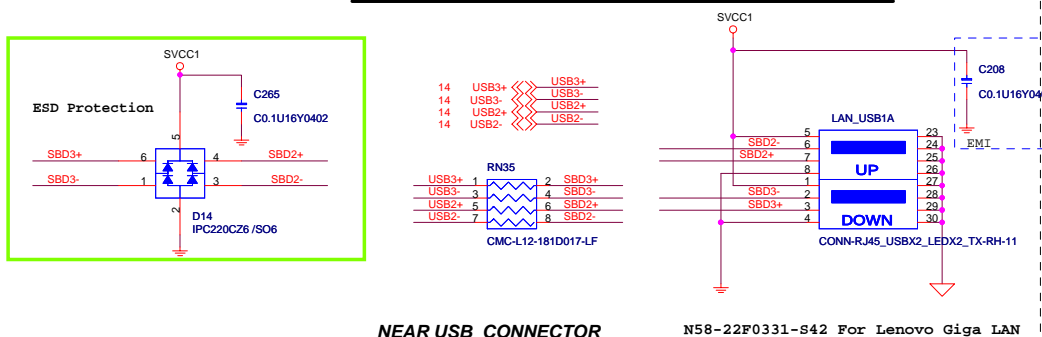 SVCC1
ESD Protection
C265
C0.1U16Y0402
5
SBD3+ 6 4 SBD2+
SBD3- 1 3 SBD2-
2
D14
IPC220CZ6 /SO6
14 USB3+ USB3+
14 USB3- USB3-
14 USB2+ USB2+
14 USB2- USB2-
RN35
USB3+ 1 2 SBD3+
USB3- 3 4 SBD3-
USB2+ 5 6 SBD2+
USB2- 7 8 SBD2-
CMC-L12-181D017-LF
NEAR USB CONNECTOR
SVCC1
C208
C0.1U16Y04
EMI
LAN_USB1A
5 23
SBD2- 6 24
SBD2+ 7 25
8 26
UP
1 27
SBD3- 2 28
SBD3+ 3 29
4 30
DOWN
CONN-RJ45_USBX2_LEDX2_TX-RH-11
N58-22F0331-S42 For Lenovo Giga LAN